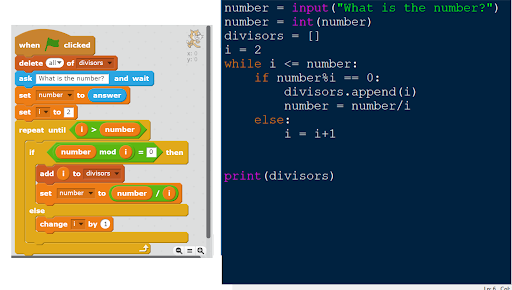 when clicked
delete all of divisors
ask What is the number? and wait
set number to answer
set i to 2
repeat until i > number
if number mod i = 0 then
add i to divisors
set number to number / i
else
change i by 1
number = input("What is the number?")
number = int(number)
divisors = []
i = 2
while i <= number:
if number%i == 0:
divisors.append(i)
number = number/i
else:
i = i+1
print(divisors)